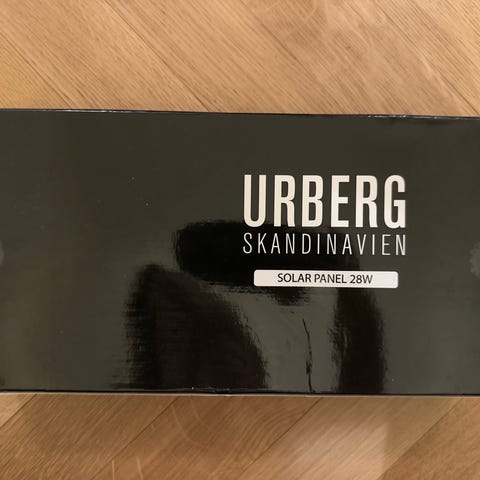 URBERG
SKANDINAVIEN
SOLAR PANEL 28W